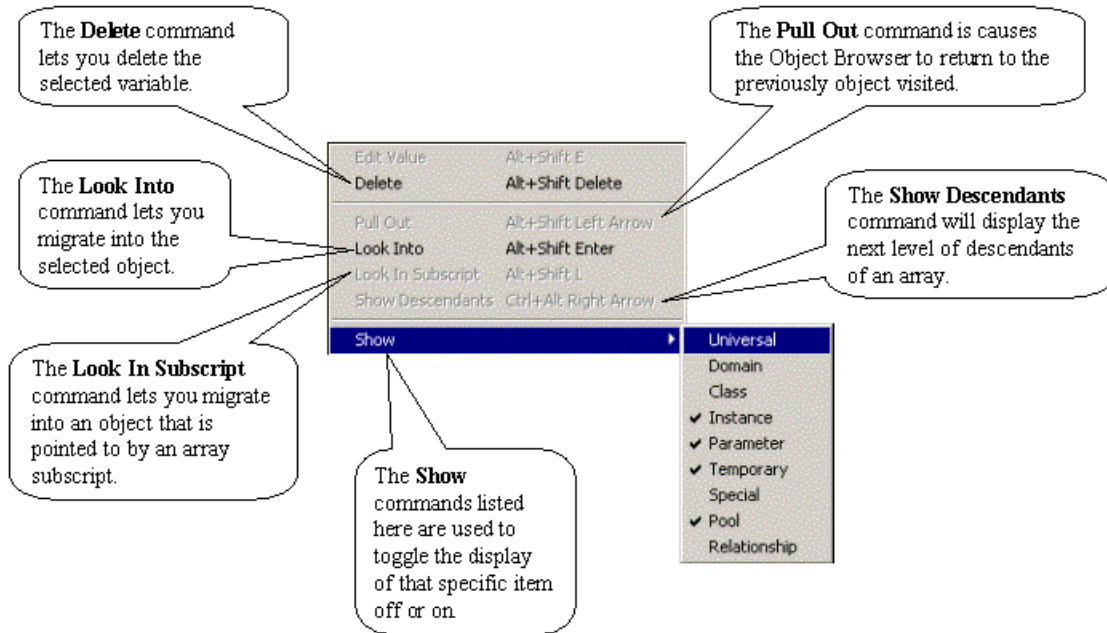 The Delete command
lets you delete the
selected variable.
The Pull Out command is causes
the Object Browser to return to the
previously object visited.
Edit Value Alt+Shift E
Delete Alt+Shift Delete
Pull Out Alt+Shift Left Arrow
Look Into Alt+Shift Enter
Look In Subscript Alt+Shift L
Show Descendants Ctrl+Alt Right Arrow
Show
The Look Into
command lets you
migrate into the
selected object.
The Show Descendants
command will display the
next level of descendants
of an array.
The Look In Subscript
command lets you migrate
into an object that is
pointed to by an array
subscript.
The Show
commands listed
here are used to
toggle the display
of that specific item
off or on.
Universal
Domain
Class
Instance
Parameter
Temporary
Special
Pool
Relationship